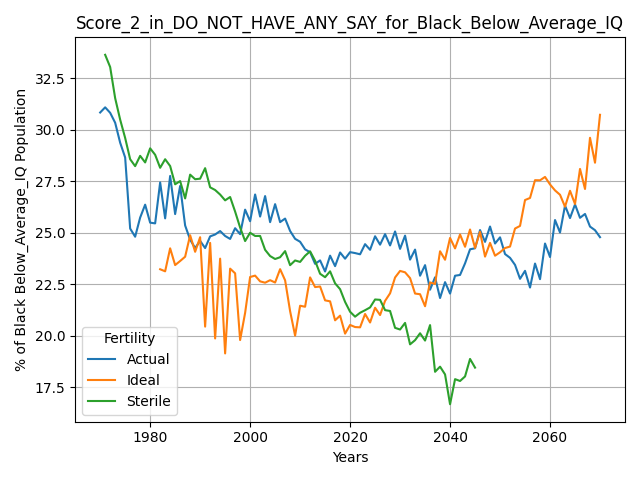 Score_2_in_DO_NOT_HAVE_ANY_SAY_for_Black_Below_Average_IQ
% of Black Below_Average_IQ Population
32.5
30.0
27.5
25.0
22.5
20.0
17.5
Fertility
Actual
Ideal
Sterile
1980
2000
2020
2040
2060
Years